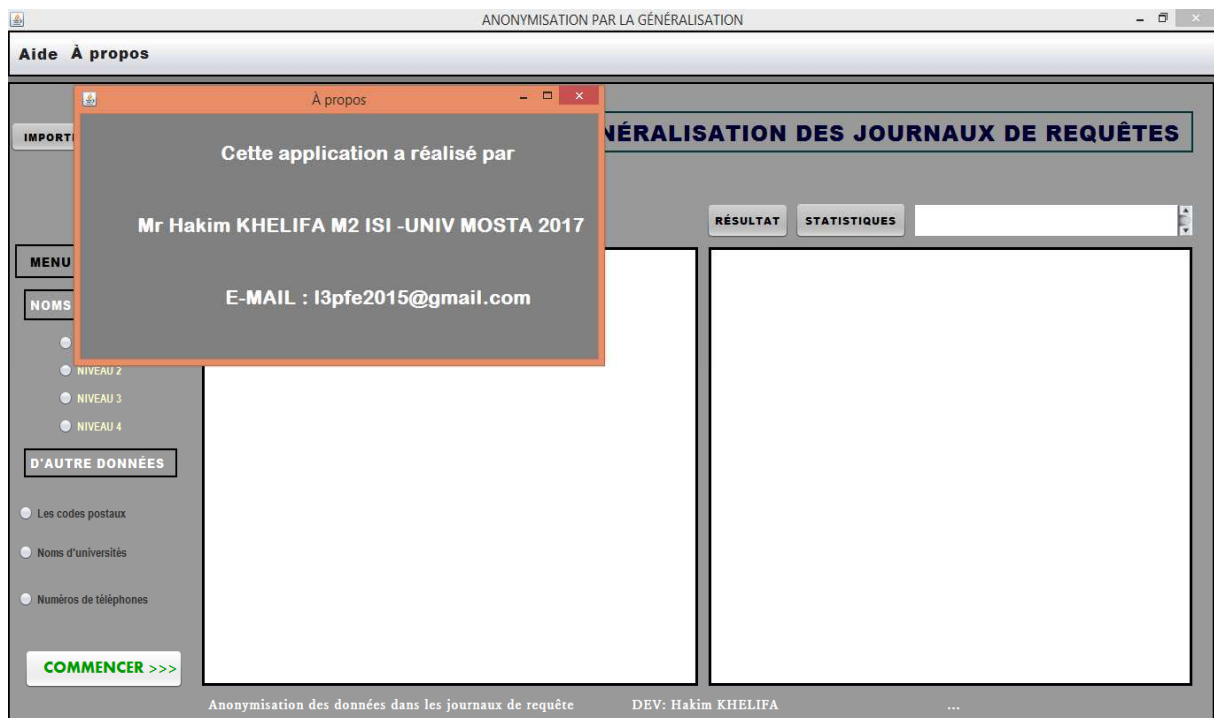 ANONYMISATION PAR LA GÉNÉRALISATION
Aide À propos
À propos
Cette application a réalisé par
Mr Hakim KHELIFA M2 ISI -UNIV MOSTA 2017
E-MAIL : l3pfe2015@gmail.com
IMPORT
NÉRALISATION DES JOURNAUX DE REQUÊTES
RÉSULTAT STATISTIQUES
MENU
NOMS
NIVEAU 2
NIVEAU 3
NIVEAU 4
D'AUTRE DONNÉES
Les codes postaux
Noms d'universités
Numéros de téléphones
COMMENCER >>>
Anonymisation des données dans les journaux de requête DEV: Hakim KHELIFA ...